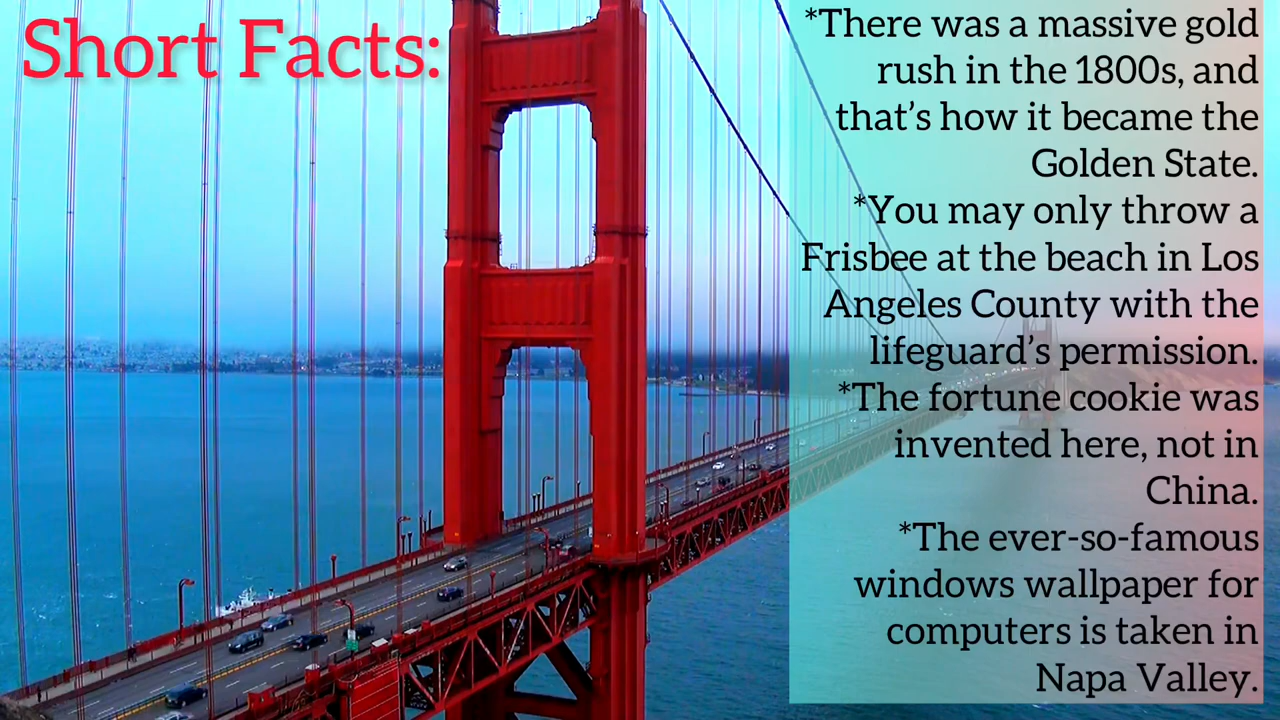 Short Facts:
*There was a massive gold
rush in the 1800s, and
that’s how it became the
Golden State.
*You may only throw a
Frisbee at the beach in Los
Angeles County with the
lifeguard’s permission.
*The fortune cookie was
invented here, not in
China.
*The ever-so-famous
windows wallpaper for
computers is taken in
Napa Valley.